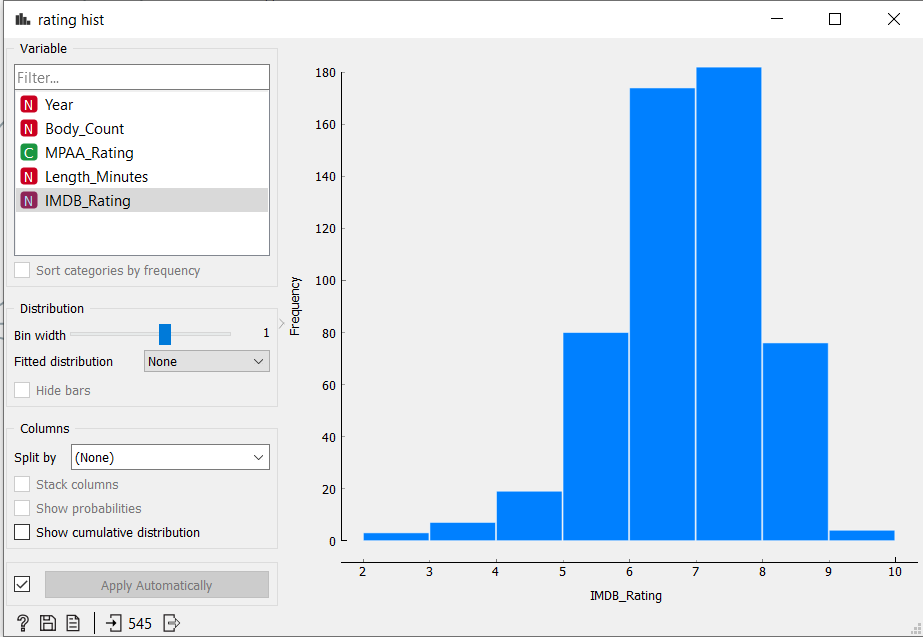 rating hist
Variable
Filter...
N Year
N Body_Count
C MPAA_Rating
N Length_Minutes
N IMDB_Rating
Sort categories by frequency
Distribution
Bin width 1
Fitted distribution None
Hide bars
Columns
Split by (None)
Stack columns
Show probabilities
Show cumulative distribution
Apply Automatically
? 545
180
160
140
120
100
80
60
40
20
0
Frequency
2 3 4 5 6 7 8 9 10
IMDB_Rating